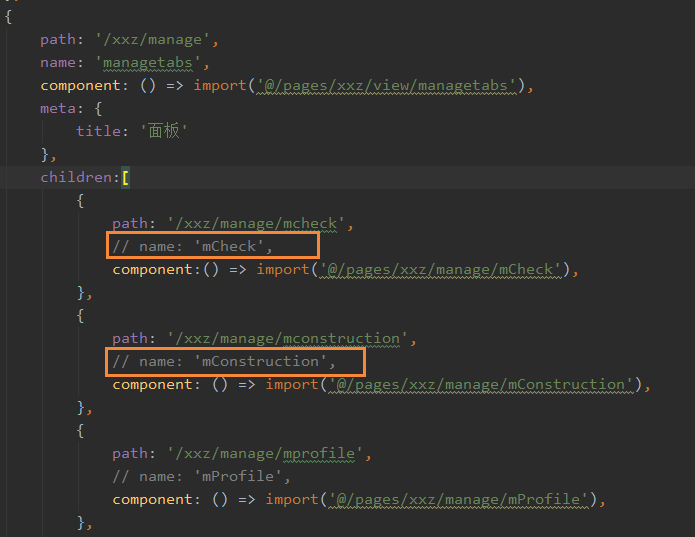 {
path: '/xxz/manage',
name: 'managetabs',
component: () => import('@/pages/xxz/view/managetabs'),
meta: {
title: '面板'
},
children:[
{
path: '/xxz/manage/mcheck',
// name: 'mCheck',
component:() => import('@/pages/xxz/manage/mCheck'),
},
{
path: '/xxz/manage/mconstruction',
// name: 'mConstruction',
component: () => import('@/pages/xxz/manage/mConstruction'),
},
{
path: '/xxz/manage/mprofile',
// name: 'mProfile',
component: () => import('@/pages/xxz/manage/mProfile'),
},